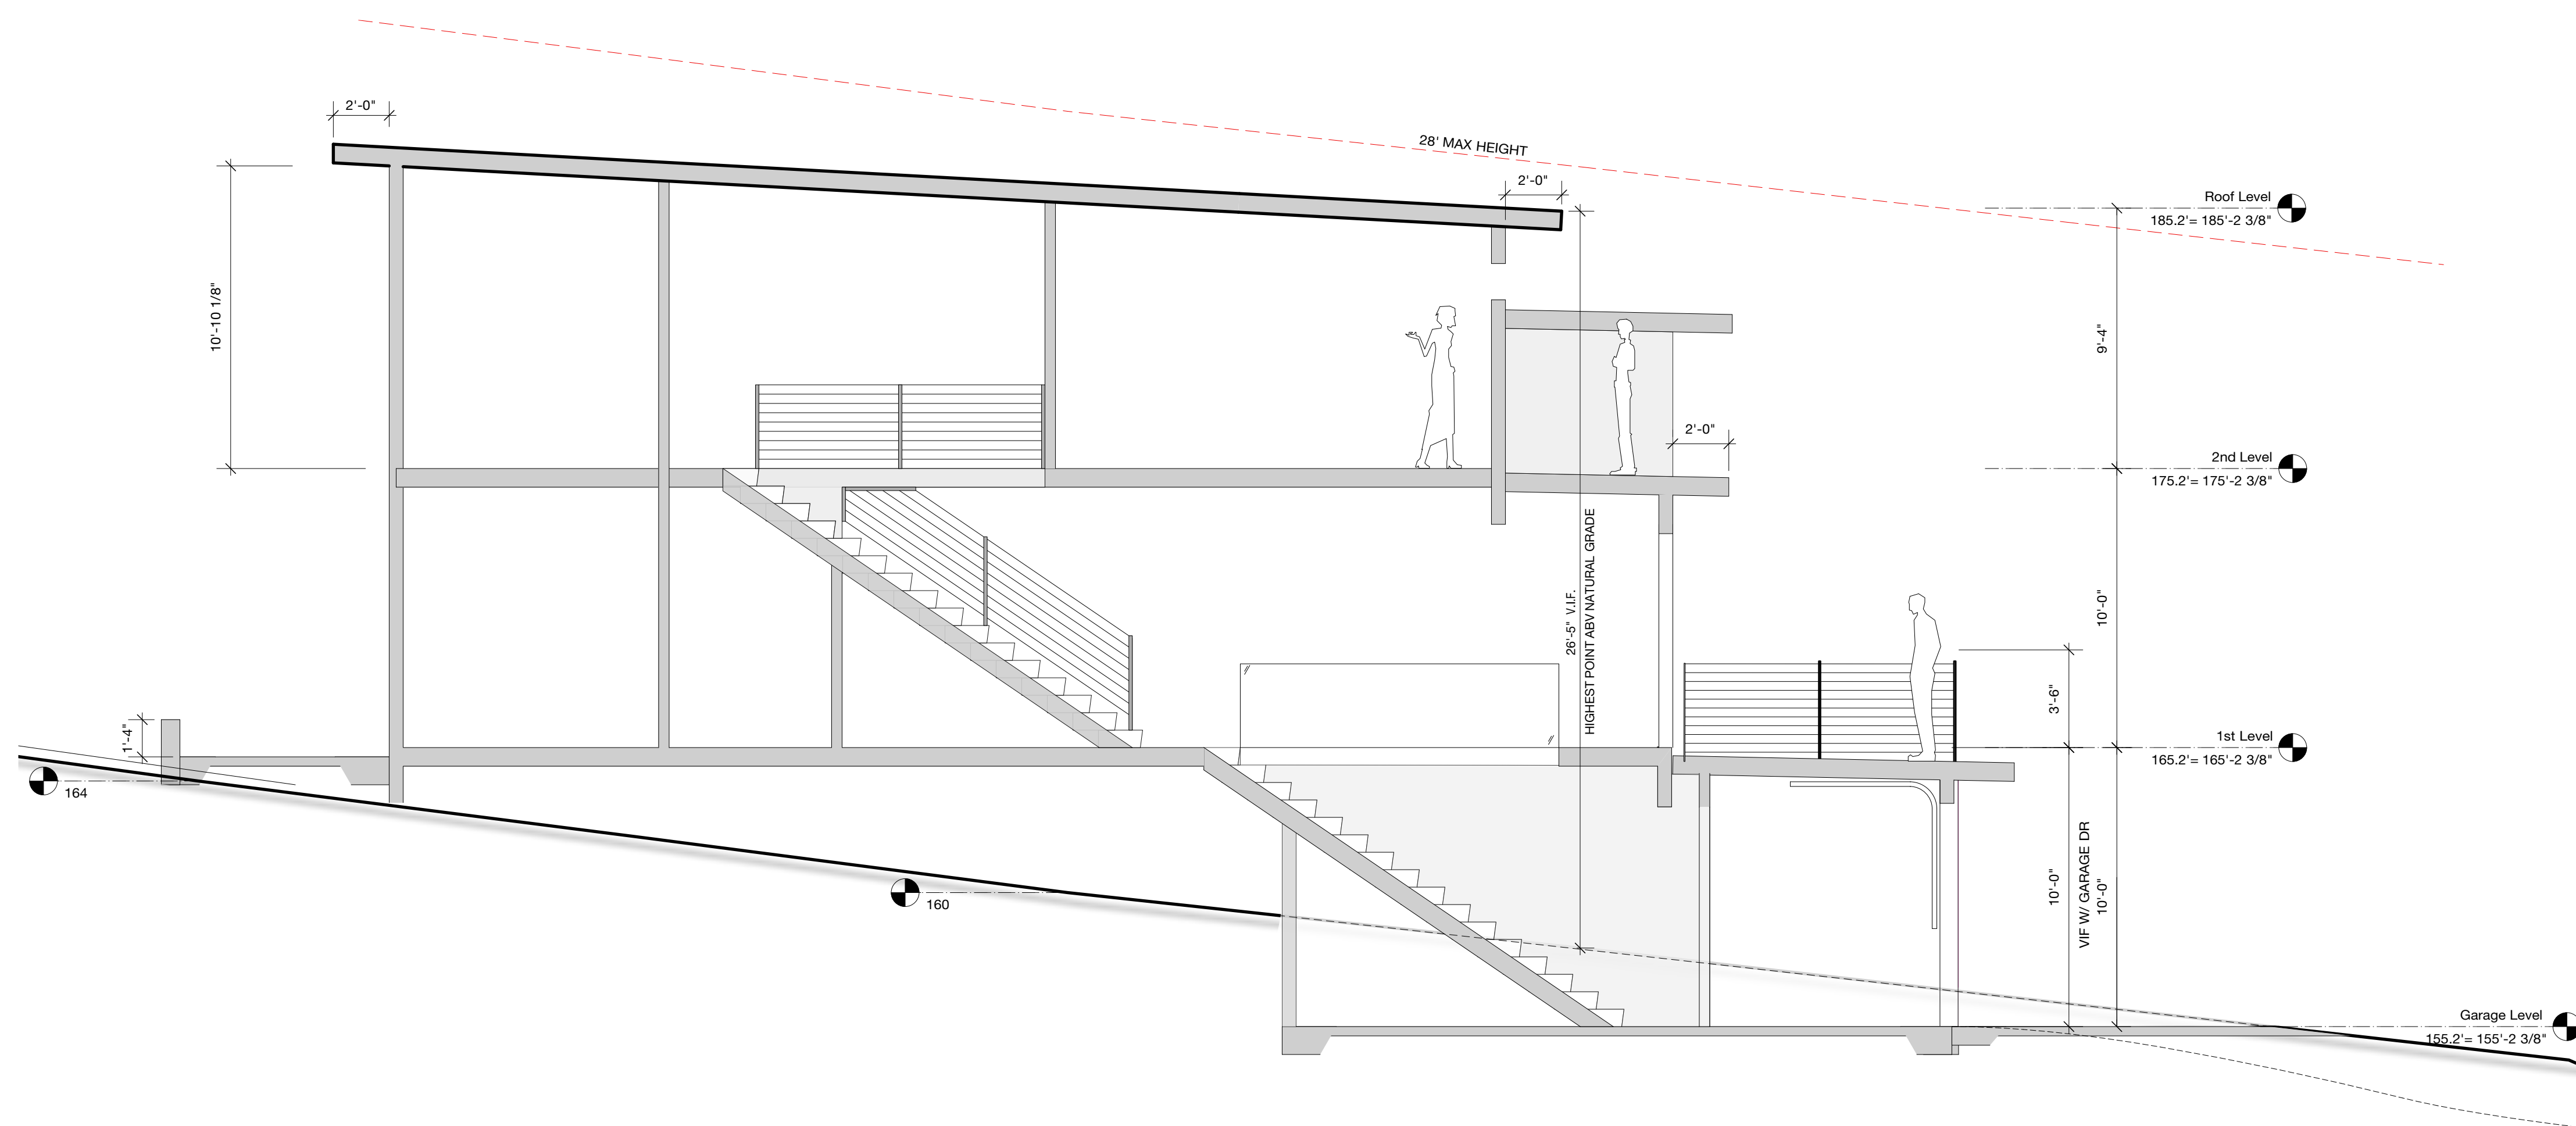 2'-0"
28' MAX HEIGHT
2'-0"
Roof Level
185.2'= 185'-2 3/8"
10'-10 1/8"
9'-4"
2'-0"
2nd Level
175.2'= 175'-2 3/8"
26'-5" V.I.F.
HIGHEST POINT ABV NATURAL GRADE
10'-0"
3'-6"
1'-4"
1st Level
165.2'= 165'-2 3/8"
164
160
10'-0"
VIF W/ GARAGE DR
10'-0"
Garage Level
155.2'= 155'-2 3/8"